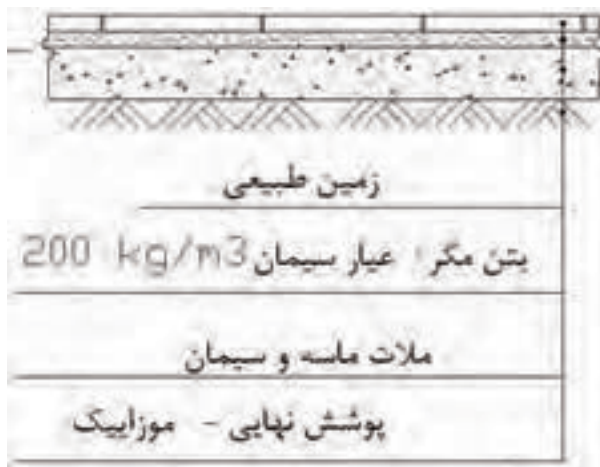 زمین طبیعی
بتن مگر عیار سیمان 200 kg/m3
ملات ماسه و سیمان
پوشش نهایی - موزاییک